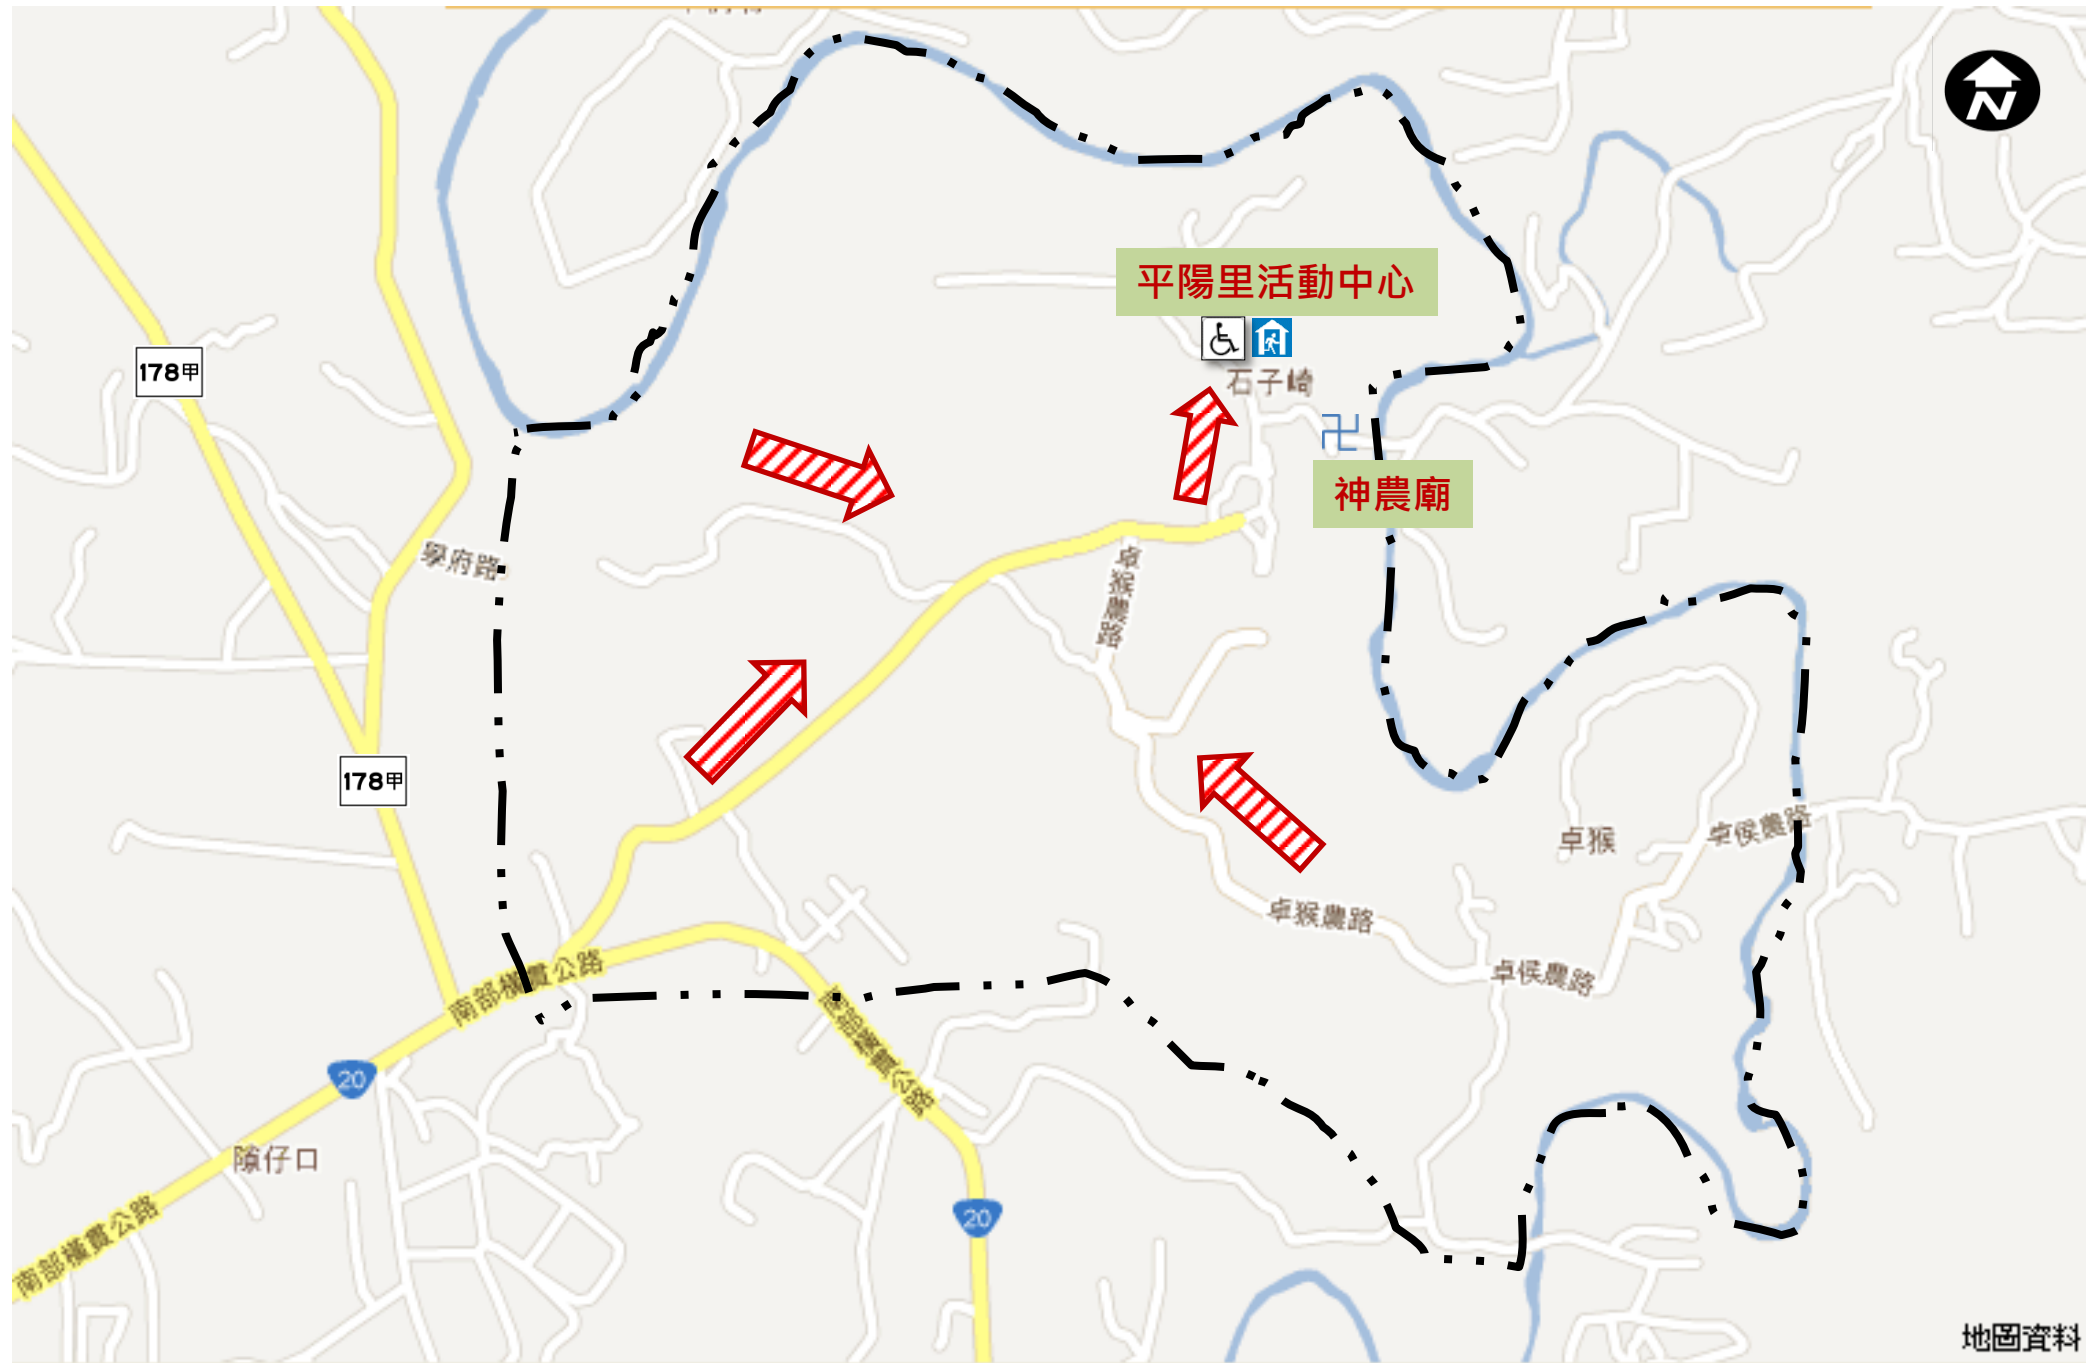 N
平陽里活動中心
178甲
石子崎
神農廟
學府路
卓猴農路
178甲
卓猴
卓侯農路
卓猴農路
南部橫貫公路
卓侯農路
南部橫貫公路
20
隙仔口
20
南部橫貫公路
地圖資料